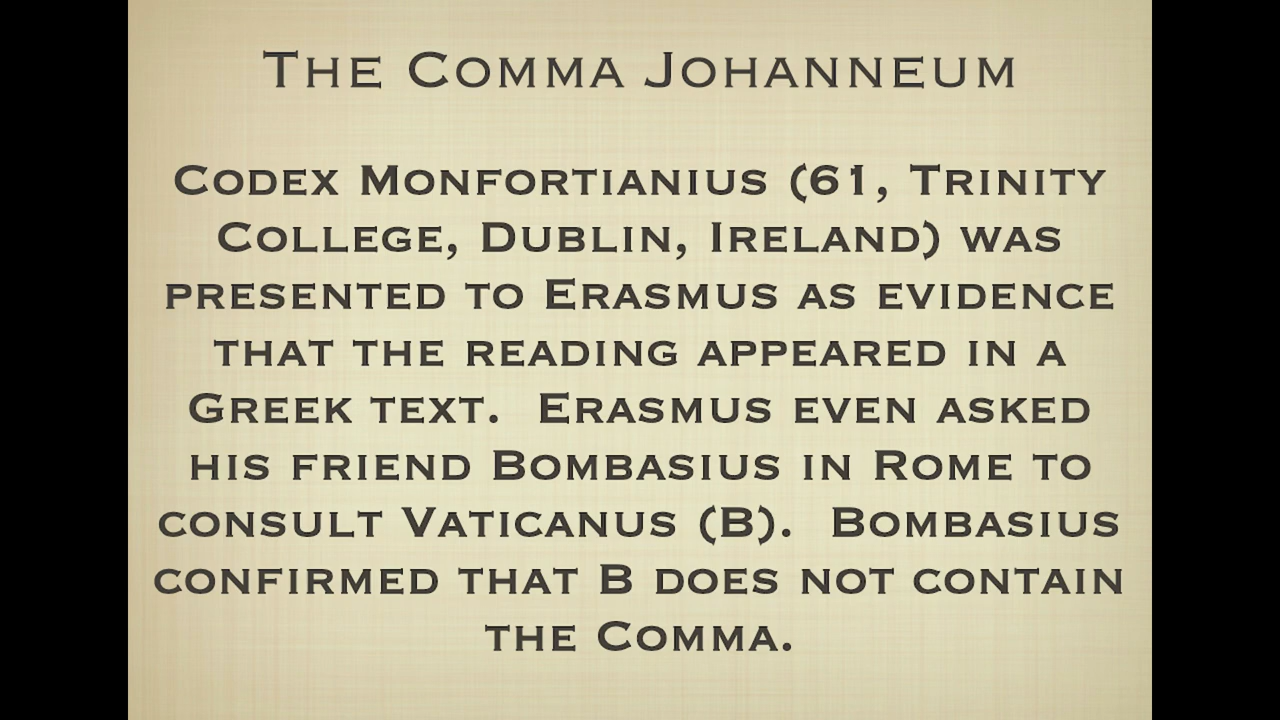 The Comma Johanneum
Codex Monfortianius (61, Trinity
College, Dublin, Ireland) was
presented to Erasmus as evidence
that the reading appeared in a
Greek text.  Erasmus even asked
his friend Bombasius in Rome to
consult Vaticanus (B).  Bombasius
confirmed that B does not contain
the Comma.